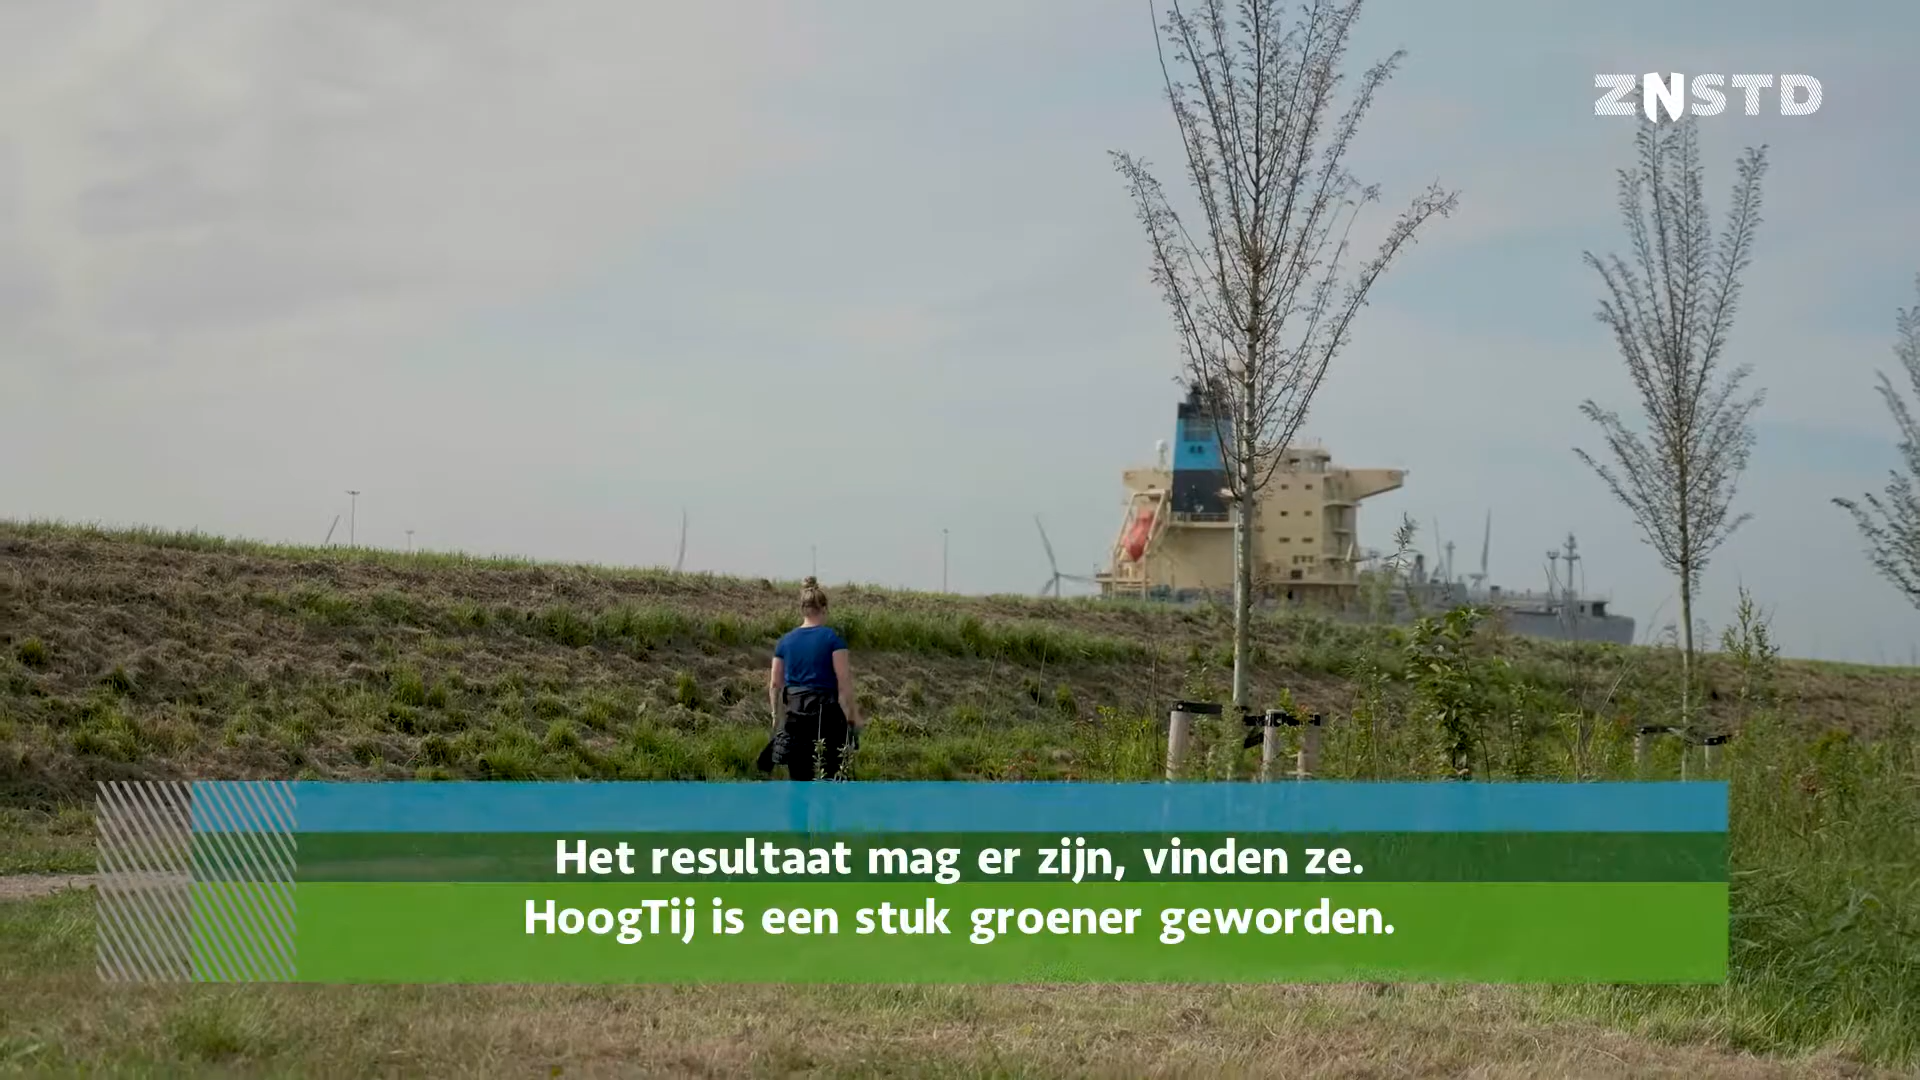 ZNSTD
Het resultaat mag er zijn, vinden ze.
HoogTij is een stuk groener geworden.